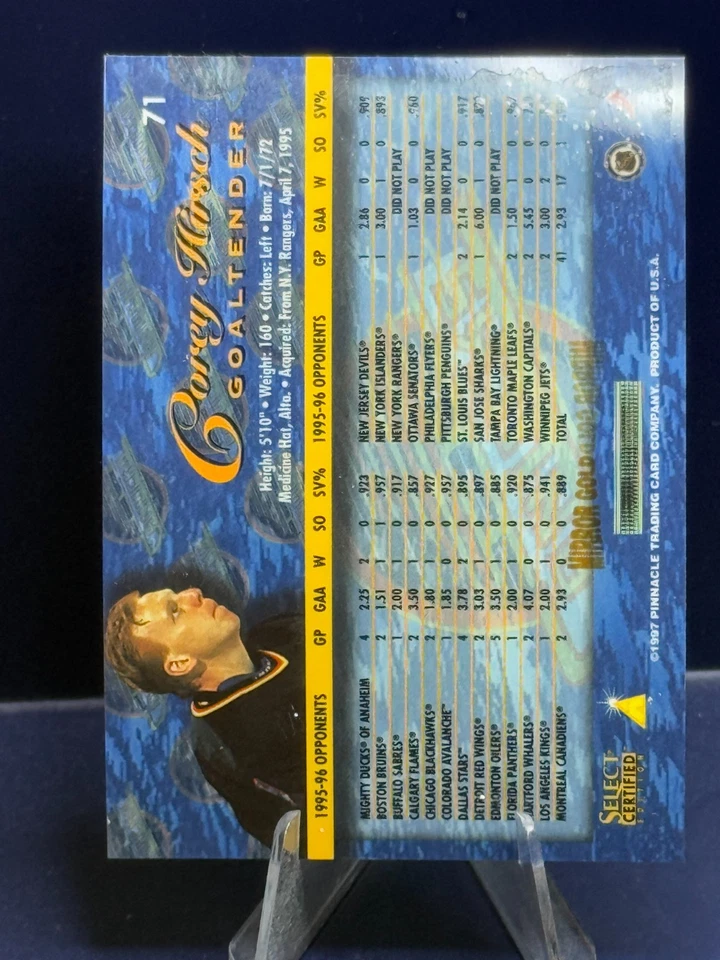 71
Corey Hirsch
GOALTENDER
Height: 5'10" • Weight: 160 • Catches: Left • Born: 7/1/72
Medicine Hat, Alta. • Acquired: From N.Y. Rangers, April 7, 1995
1995-96 OPPONENTS GP GAA W SO SV%
MIGHTY DUCKS® OF ANAHEIM 4 2.25 2 0 .923
BOSTON BRUINS® 2 1.51 1 1 .957
BUFFALO SABRES® 1 2.00 1 0 .917
CALGARY FLAMES® 2 3.50 1 0 .857
CHICAGO BLACKHAWKS® 2 1.80 1 0 .927
COLORADO AVALANCHE™ 1 1.85 0 0 .957
DALLAS STARS™ 4 3.78 2 0 .895
DETROIT RED WINGS® 2 3.03 1 0 .897
EDMONTON OILERS® 5 3.50 1 0 .885
FLORIDA PANTHERS® 1 2.00 1 0 .920
HARTFORD WHALERS® 2 4.07 0 0 .875
LOS ANGELES KINGS® 1 2.00 1 0 .941
MONTREAL CANADIENS® 2 2.93 0 0 .889
1995-96 OPPONENTS GP GAA W SO SV%
NEW JERSEY DEVILS® 1 2.86 0 0 .909
NEW YORK ISLANDERS® 1 3.00 1 0 .893
NEW YORK RANGERS® DID NOT PLAY
OTTAWA SENATORS® 1 1.03 0 0 .960
PHILADELPHIA FLYERS® DID NOT PLAY
PITTSBURGH PENGUINS® DID NOT PLAY
ST. LOUIS BLUES™ 2 2.14 0 0 .917
SAN JOSE SHARKS® 1 6.00 1 0
TAMPA BAY LIGHTNING® DID NOT PLAY
TORONTO MAPLE LEAFS® 2 1.50 1 0
WASHINGTON CAPITALS® 2 5.45 0 0
WINNIPEG JETS® 2 3.00 2 0
TOTAL 41 2.93 17 1
MIRROR GOLD
SELECT
CERTIFIED
EDITION
©1997 PINNACLE TRADING CARD COMPANY. PRODUCT OF U.S.A.
NHL